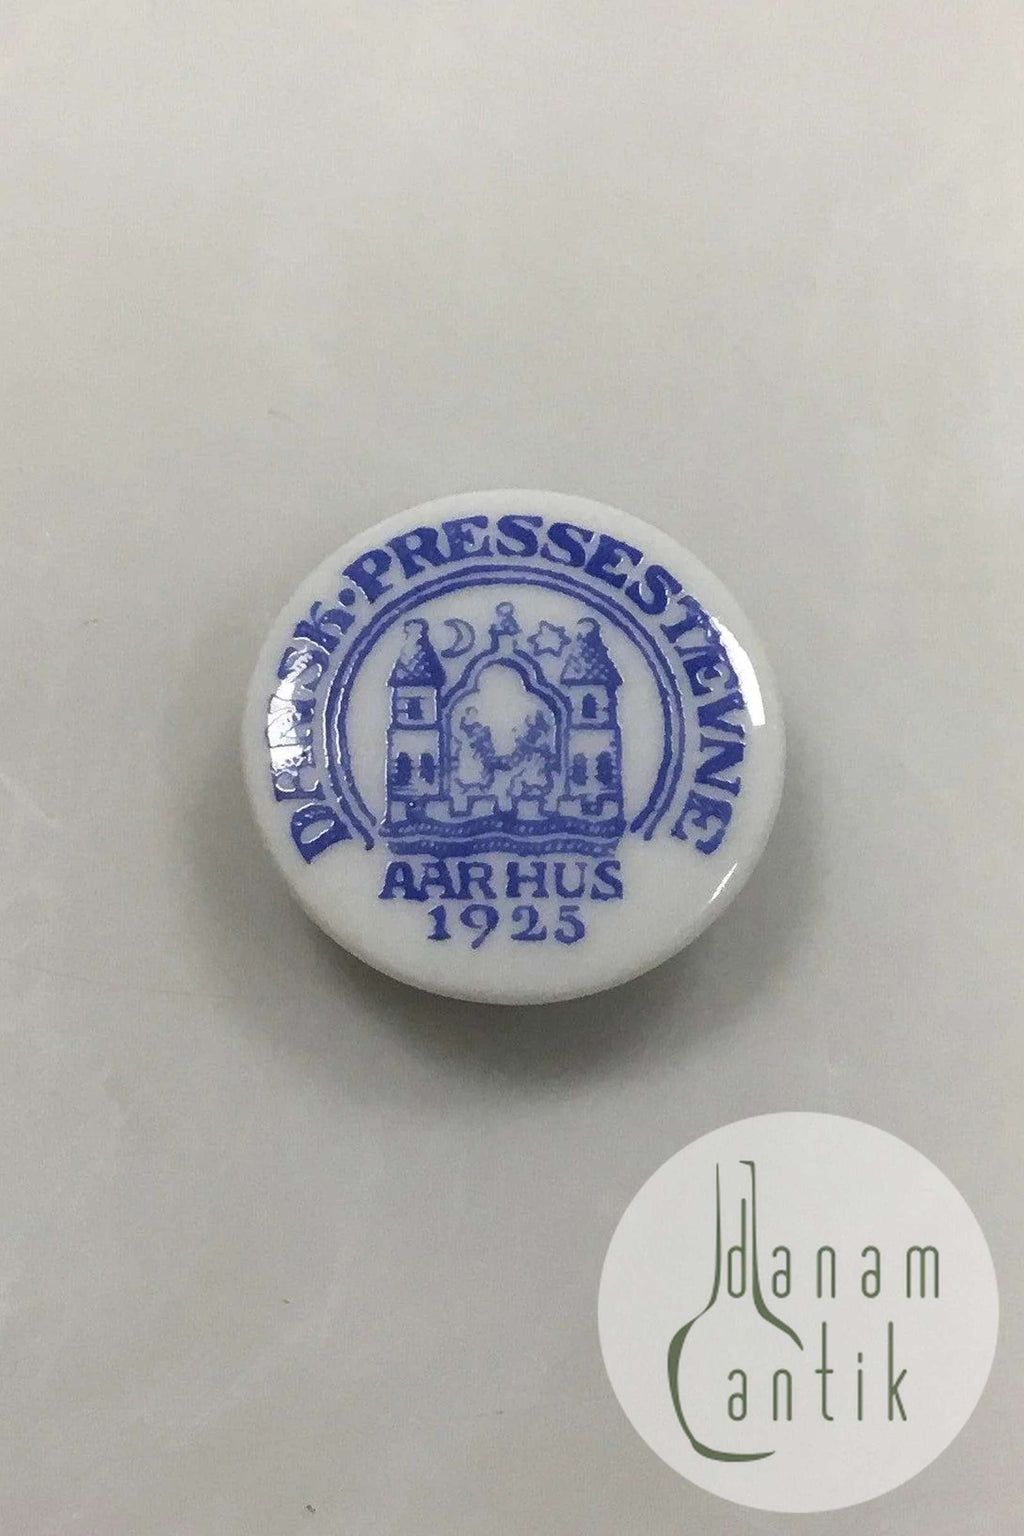 DANSK·PRESSESTÆVNE
AARHUS
1925
danam
antik